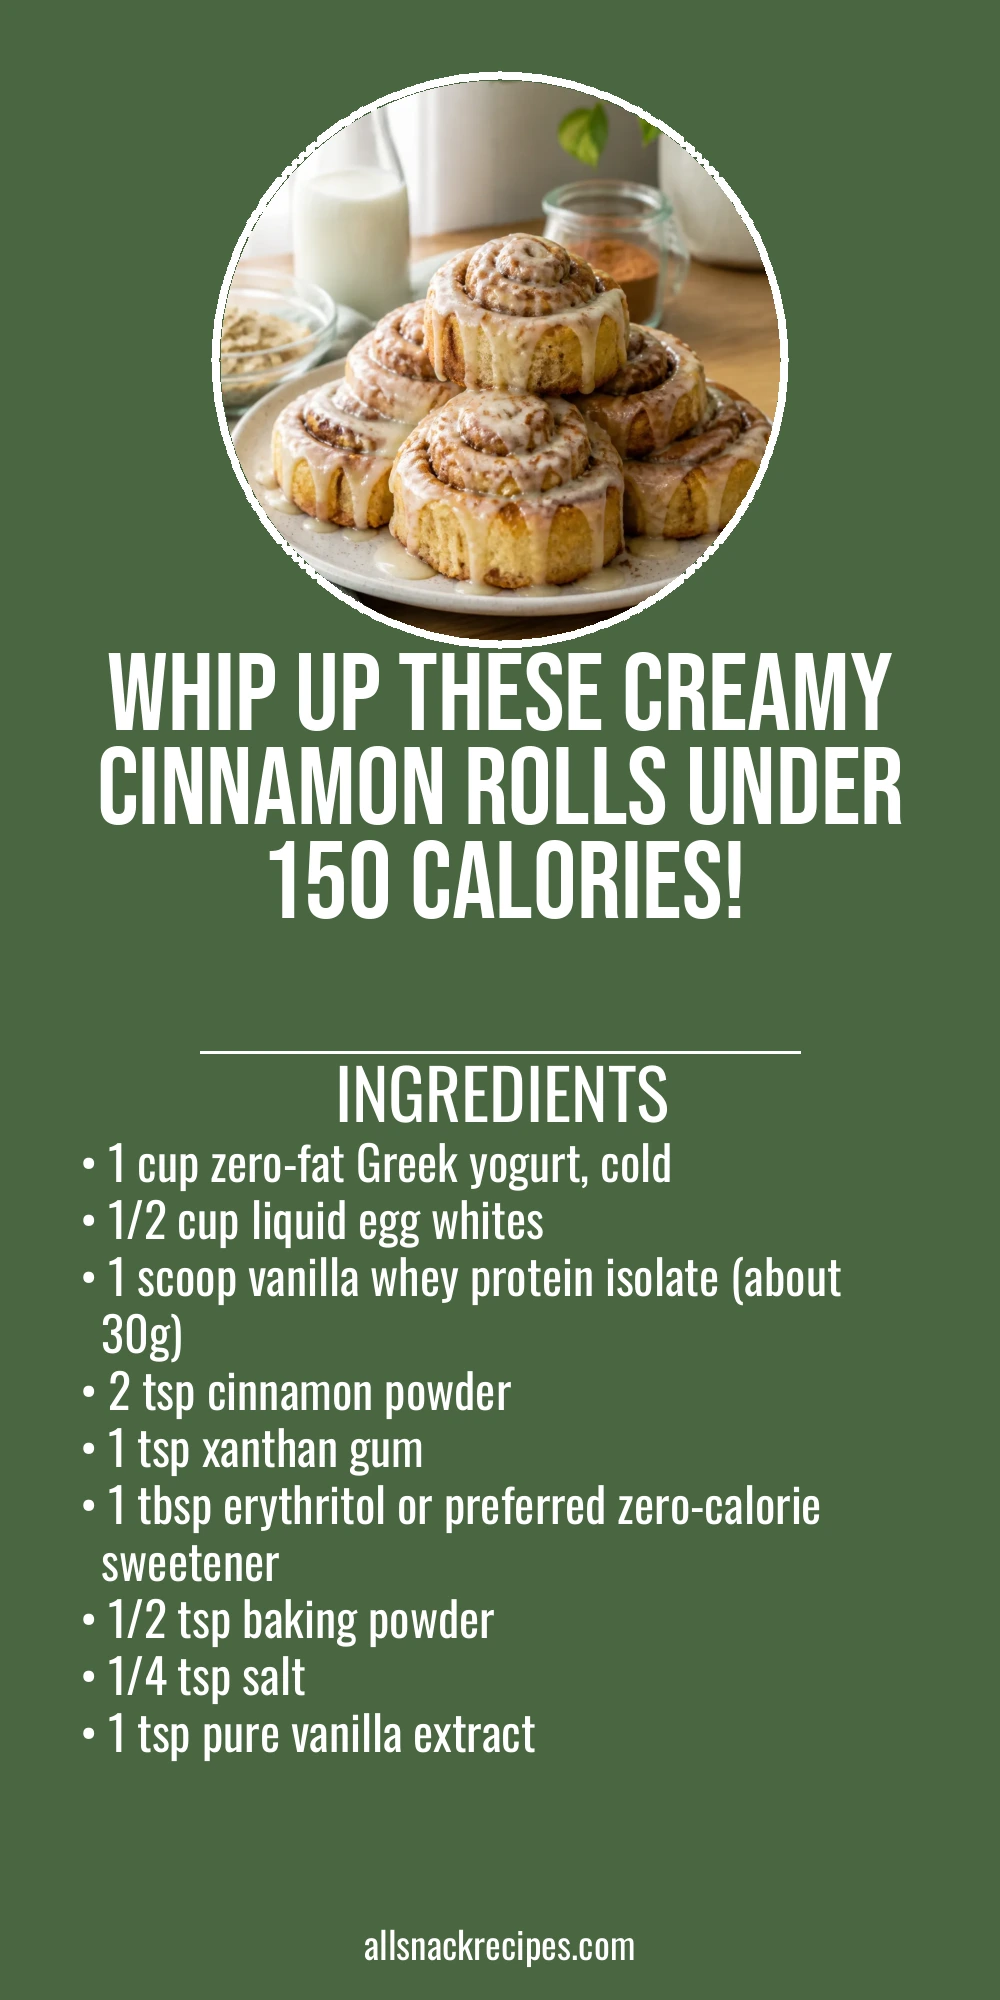 WHIP UP THESE CREAMY
CINNAMON ROLLS UNDER
150 CALORIES!
INGREDIENTS
• 1 cup zero-fat Greek yogurt, cold
• 1/2 cup liquid egg whites
• 1 scoop vanilla whey protein isolate (about
30g)
• 2 tsp cinnamon powder
• 1 tsp xanthan gum
• 1 tbsp erythritol or preferred zero-calorie
sweetener
• 1/2 tsp baking powder
• 1/4 tsp salt
• 1 tsp pure vanilla extract
allsnackrecipes.com